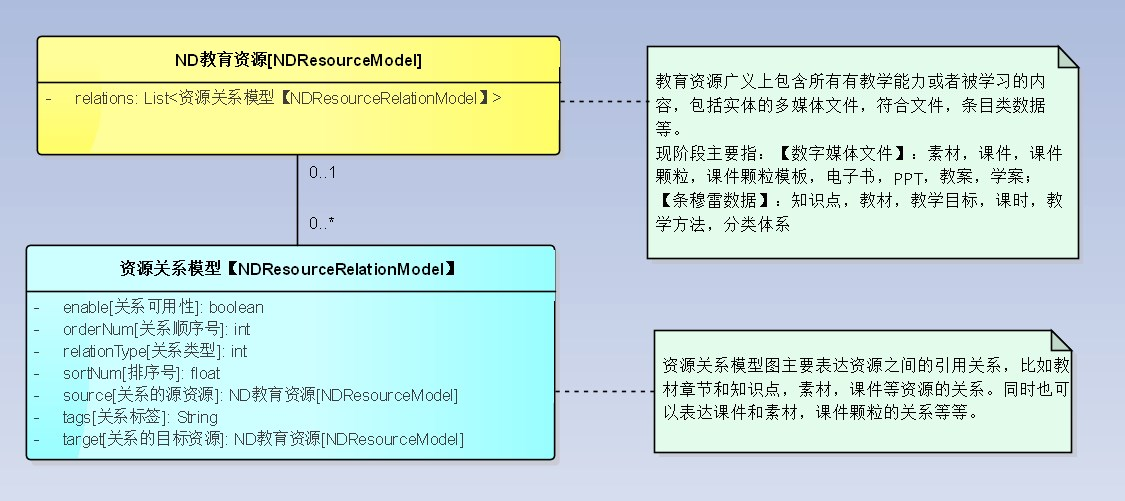 ND教育资源[NDResourceModel]
- relations: List<资源关系模型【NDResourceRelationModel】>
教育资源广义上包含所有有教学能力或者被学习的内
容，包括实体的多媒体文件，符合文件，条目类数据
等。
现阶段主要指：【数字媒体文件】：素材，课件，课件
颗粒，课件颗粒模板，电子书，PPT，教案，学案；
【条穆雷数据】：知识点，教材，教学目标，课时，教
学方法，分类体系
0..1
0..*
资源关系模型【NDResourceRelationModel】
- enable[关系可用性]: boolean
- orderNum[关系顺序号]: int
- relationType[关系类型]: int
- sortNum[排序号]: float
- source[关系的源资源]: ND教育资源[NDResourceModel]
- tags[关系标签]: String
- target[关系的目标资源]: ND教育资源[NDResourceModel]
资源关系模型图主要表达资源之间的引用关系，比如教
材章节和知识点，素材，课件等资源的关系。同时也可
以表达课件和素材，课件颗粒的关系等等。